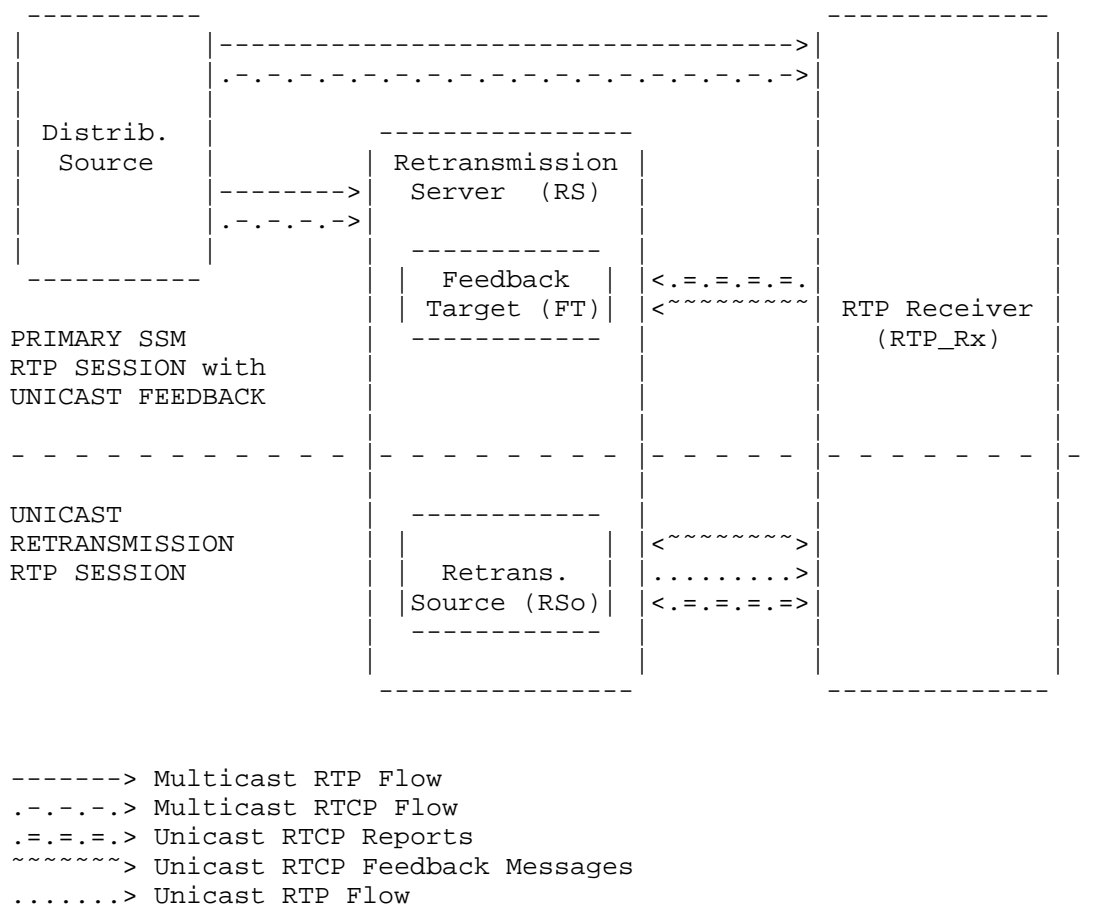 Distrib.
Source
Retransmission
Server (RS)
Feedback
Target (FT)
RTP Receiver
(RTP_Rx)
PRIMARY SSM
RTP SESSION with
UNICAST FEEDBACK
UNICAST
RETRANSMISSION
RTP SESSION
Retrans.
Source (RSo)
-------> Multicast RTP Flow
.-.-.-.> Multicast RTCP Flow
.=.=.=.> Unicast RTCP Reports
~~~~~~~> Unicast RTCP Feedback Messages
.......> Unicast RTP Flow